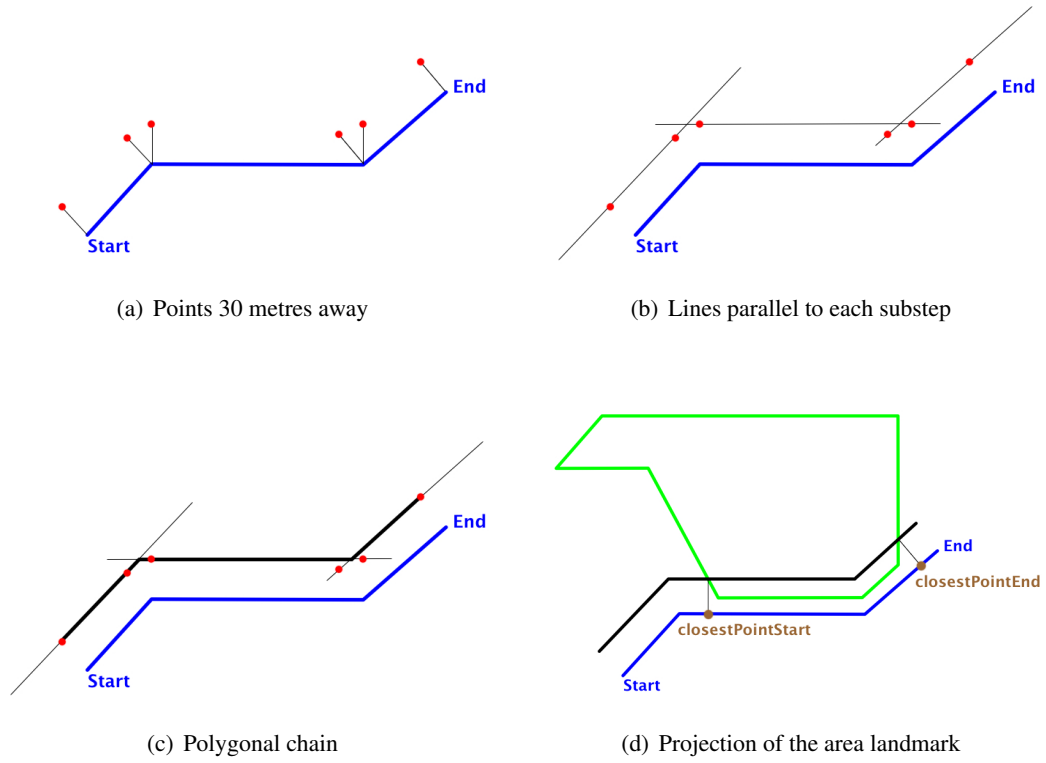 End
Start
(a) Points 30 metres away
End
Start
(b) Lines parallel to each substep
End
Start
(c) Polygonal chain
End
closestPointEnd
closestPointStart
Start
(d) Projection of the area landmark